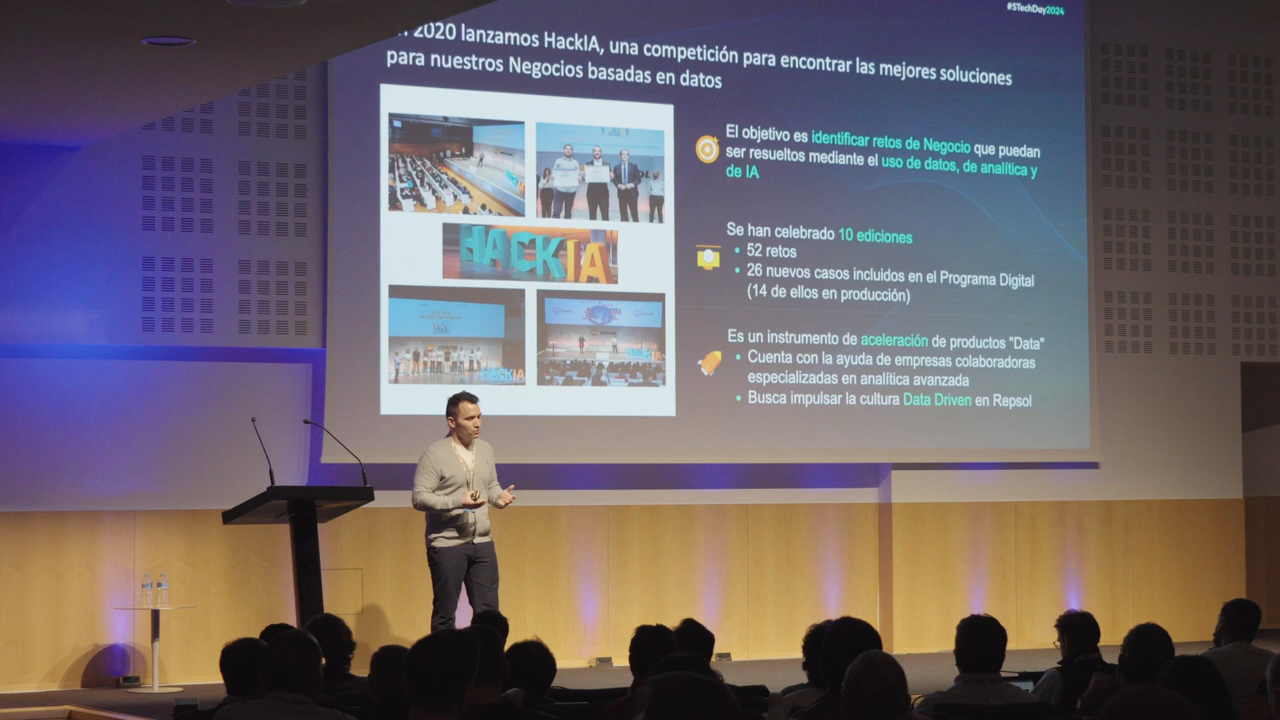 #STechDay2024
2020 lanzamos HackIA, una competición para encontrar las mejores soluciones
para nuestros Negocios basadas en datos
El objetivo es identificar retos de Negocio que puedan
ser resueltos mediante el uso de datos, de analítica y
de IA
HACKIA
Se han celebrado 10 ediciones
• 52 retos
• 26 nuevos casos incluidos en el Programa Digital
(14 de ellos en producción)
Es un instrumento de aceleración de productos "Data"
• Cuenta con la ayuda de empresas colaboradoras
especializadas en analítica avanzada
• Busca impulsar la cultura Data Driven en Repsol
HACKIA